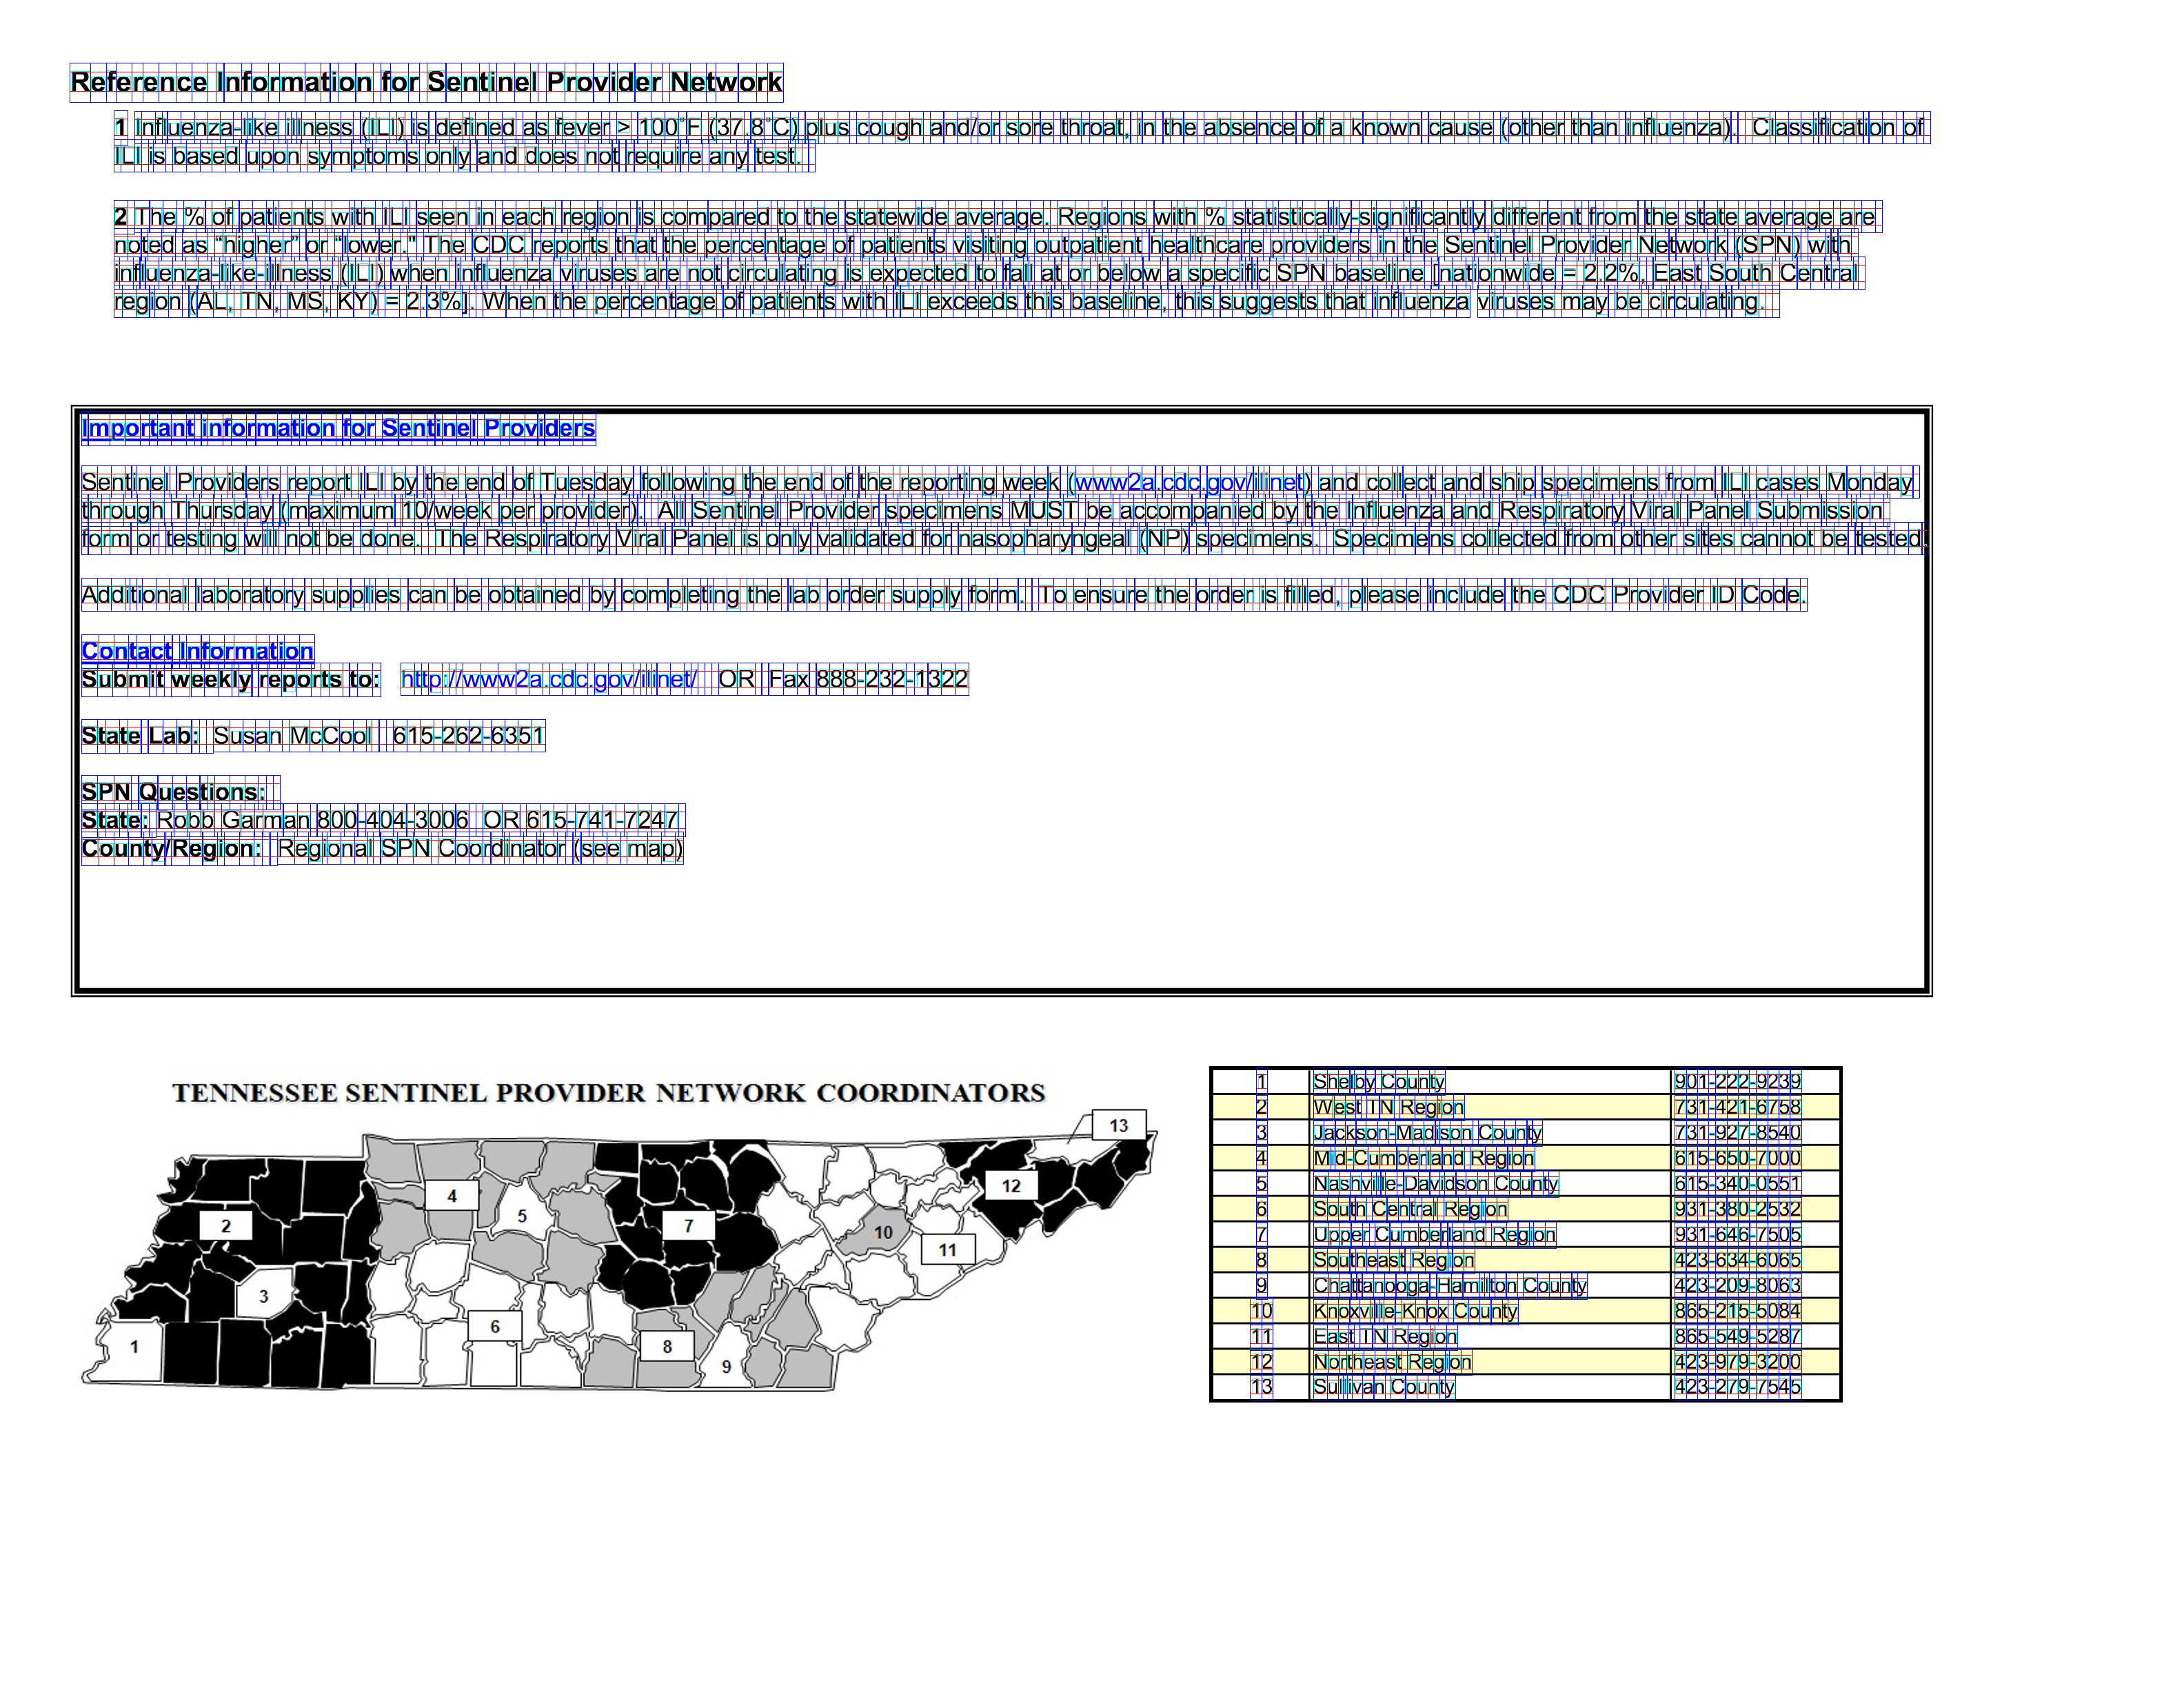 Reference Information for Sentinel Provider Network
1 Influenza-like illness (ILI) is defined as fever > 100°F (37.8°C) plus cough and/or sore throat, in the absence of a known cause (other than influenza). Classification of
ILI is based upon symptoms only and does not require any test.
2 The % of patients with ILI seen in each region is compared to the statewide average. Regions with % statistically-significantly different from the state average are
noted as “higher” or “lower." The CDC reports that the percentage of patients visiting outpatient healthcare providers in the Sentinel Provider Network (SPN) with
influenza-like-illness (ILI) when influenza viruses are not circulating is expected to fall at or below a specific SPN baseline [nationwide = 2.2%, East South Central
region (AL, TN, MS, KY) = 2.3%]. When the percentage of patients with ILI exceeds this baseline, this suggests that influenza viruses may be circulating.
Important information for Sentinel Providers
Sentinel Providers report ILI by the end of Tuesday following the end of the reporting week (www2a.cdc.gov/ilinet) and collect and ship specimens from ILI cases Monday
through Thursday (maximum 10/week per provider). All Sentinel Provider specimens MUST be accompanied by the Influenza and Respiratory Viral Panel Submission
form or testing will not be done. The Respiratory Viral Panel is only validated for nasopharyngeal (NP) specimens. Specimens collected from other sites cannot be tested.
Additional laboratory supplies can be obtained by completing the lab order supply form. To ensure the order is filled, please include the CDC Provider ID Code.
Contact Information
Submit weekly reports to: http://www2a.cdc.gov/ilinet/ OR Fax 888-232-1322
State Lab: Susan McCool 615-262-6351
SPN Questions:
State: Robb Garman 800-404-3006 OR 615-741-7247
County/Region: Regional SPN Coordinator (see map)
TENNESSEE SENTINEL PROVIDER NETWORK COORDINATORS
13
12
4
5
2
7
10
11
3
6
1
8
9
1 Shelby County 901-222-9239
2 West TN Region 731-421-6758
3 Jackson-Madison County 731-927-8540
4 Mid-Cumberland Region 615-650-7000
5 Nashville-Davidson County 615-340-0551
6 South Central Region 931-380-2532
7 Upper Cumberland Region 931-646-7505
8 Southeast Region 423-634-6065
9 Chattanooga-Hamilton County 423-209-8063
10 Knoxville-Knox County 865-215-5084
11 East TN Region 865-549-5287
12 Northeast Region 423-979-3200
13 Sullivan County 423-279-7545